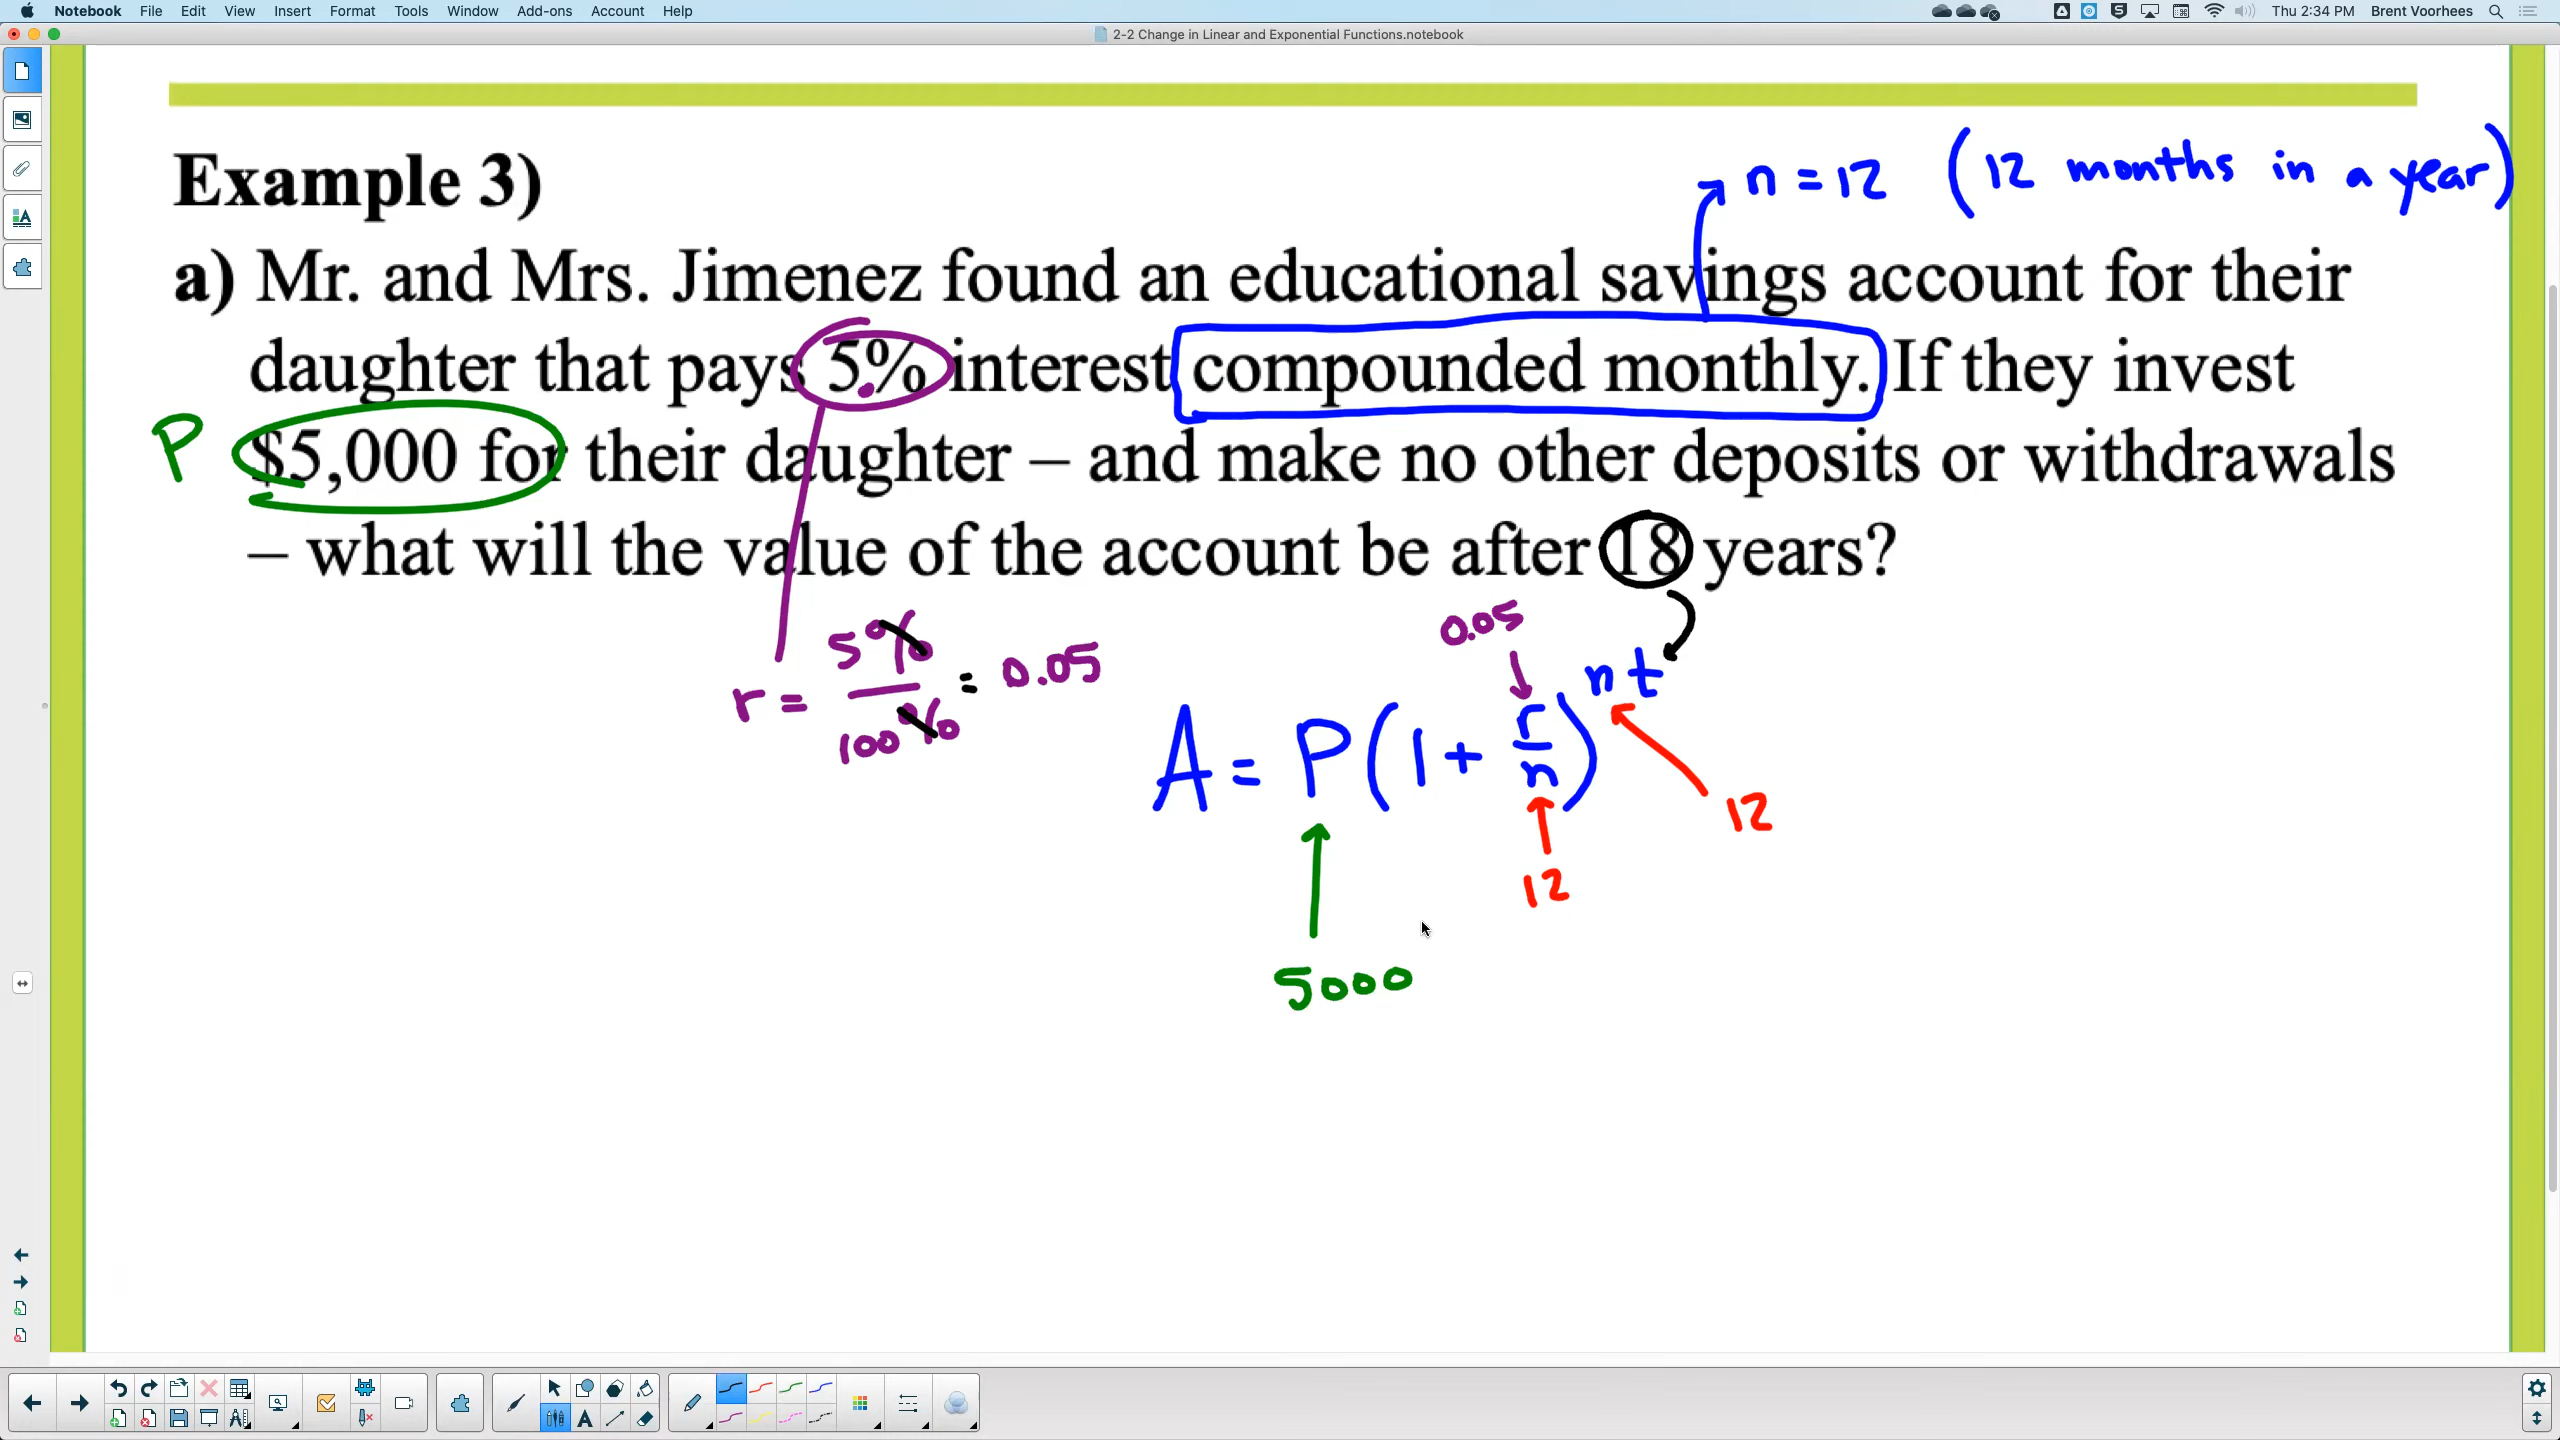 Notebook File Edit View Insert Format Tools Window Add-ons Account Help Thu 2:34 PM Brent Voorhees
2-2 Change in Linear and Exponential Functions.notebook
Example 3)
n = 12 (12 months in a year)
a) Mr. and Mrs. Jimenez found an educational savings account for their
daughter that pays 5% interest compounded monthly. If they invest
P $5,000 for their daughter – and make no other deposits or withdrawals
– what will the value of the account be after 18 years?
r = 5%/100% = 0.05
0.05
A = P(1 + r/n)^nt
12
12
5000